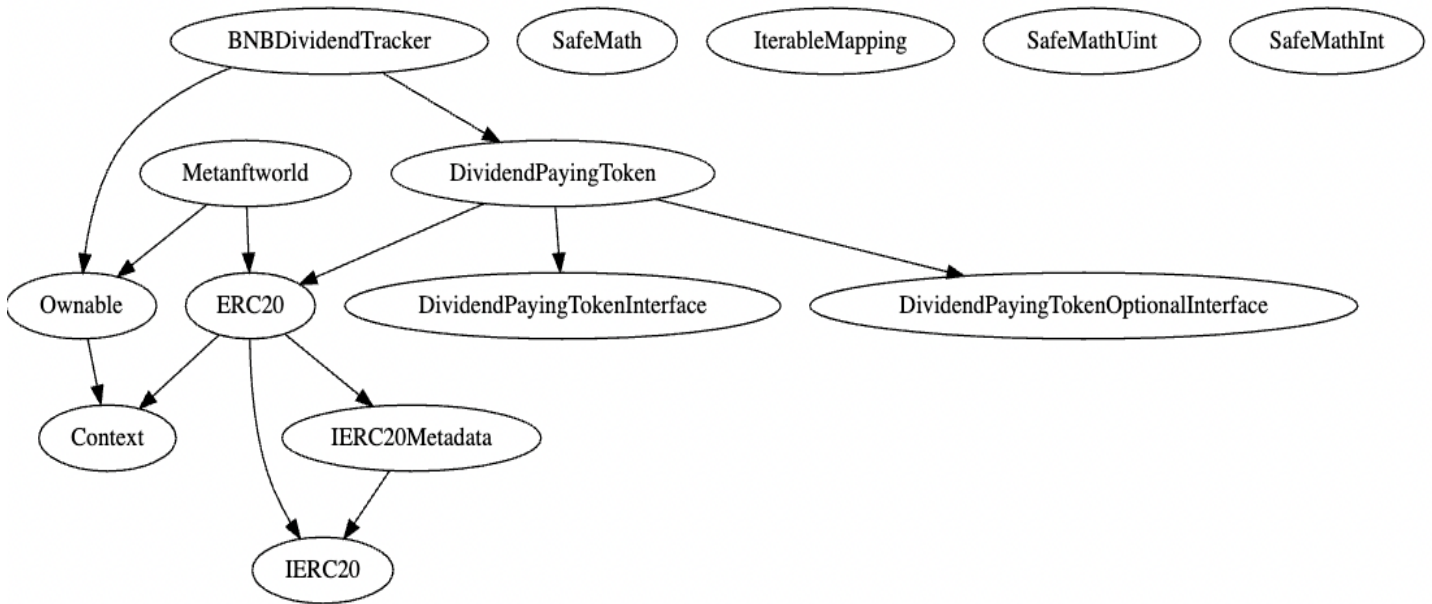 BNBDividendTracker
SafeMath
IterableMapping
SafeMathUint
SafeMathInt
Metanftworld
DividendPayingToken
Ownable
ERC20
DividendPayingTokenInterface
DividendPayingTokenOptionalInterface
Context
IERC20Metadata
IERC20